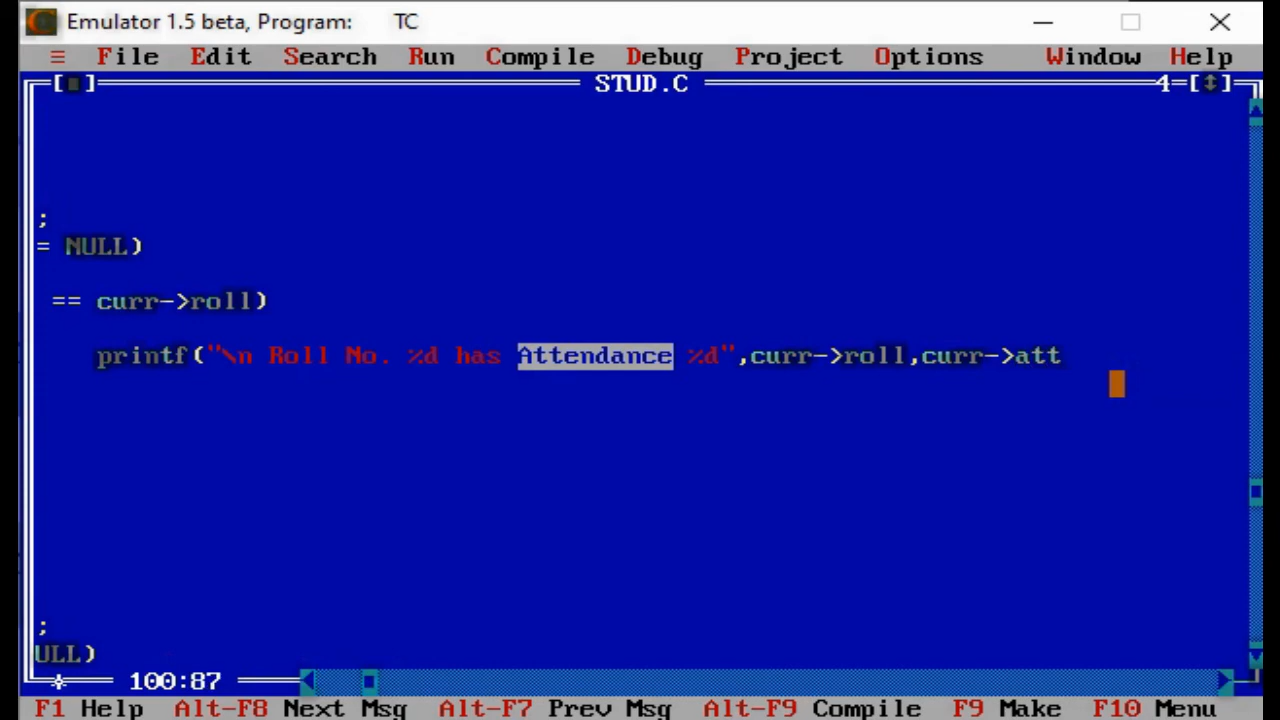 Emulator 1.5 beta, Program: TC
≡ File Edit Search Run Compile Debug Project Options Window Help
[■] STUD.C 4=[↕]
;
= NULL)
== curr->roll)
printf("\n Roll No. %d has Attendance %d",curr->roll,curr->att
;
ULL)
100:87
F1 Help Alt-F8 Next Msg Alt-F7 Prev Msg Alt-F9 Compile F9 Make F10 Menu